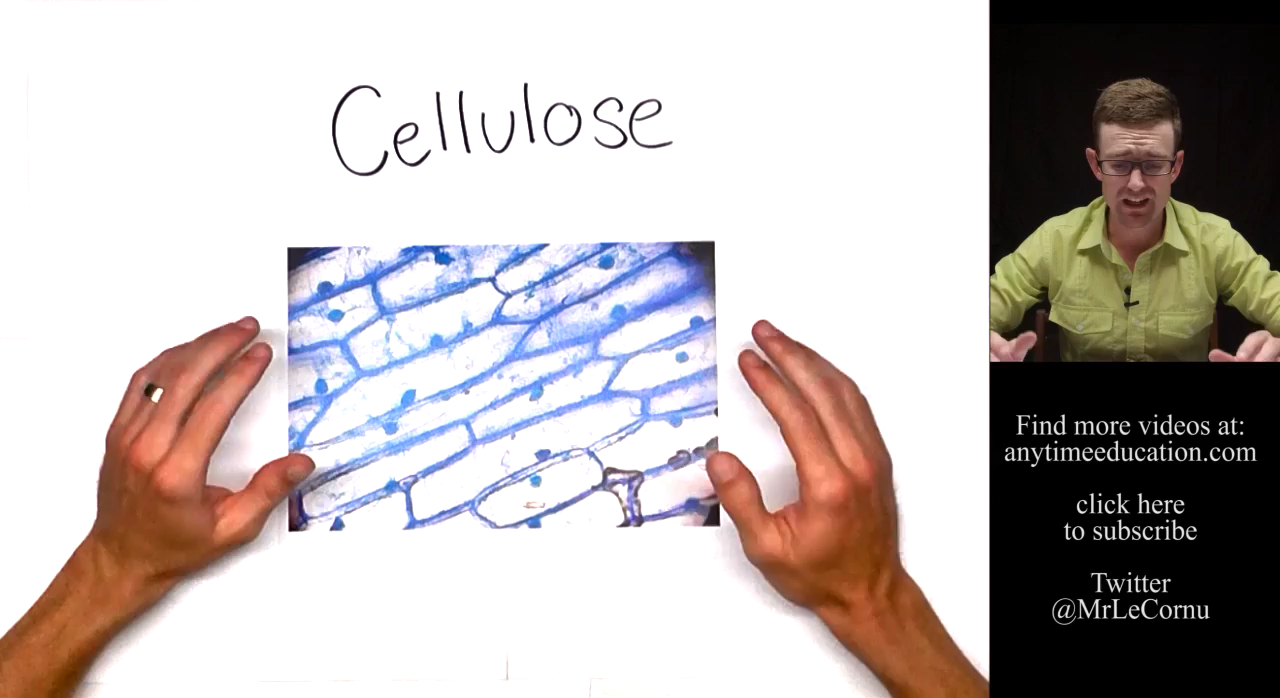 Cellulose
Find more videos at:
anytimeeducation.com
click here
to subscribe
Twitter
@MrLeCornu